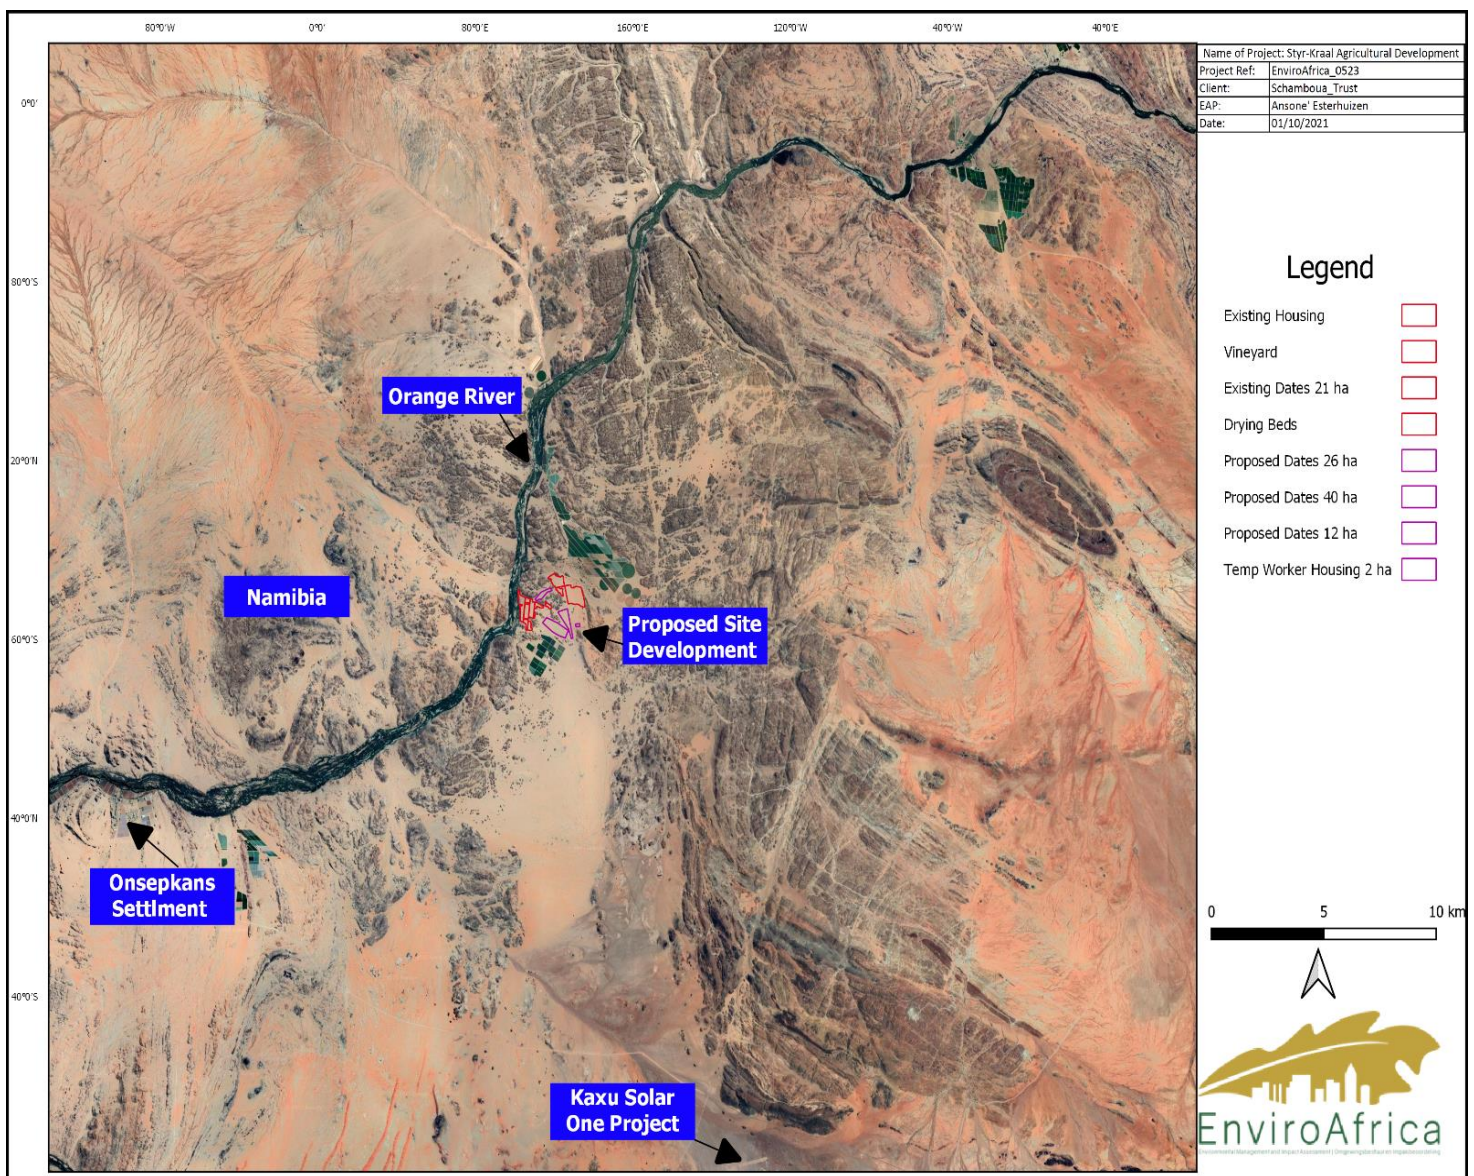 80°0'W 0°0' 80°0'E 160°0'E 120°0'W 40°0'W 40°0'E
0°0'
80°0'S
20°0'N
60°0'S
40°0'N
40°0'S
Orange River
Namibia
Proposed Site
Development
Onsepkans
Settlment
Kaxu Solar
One Project
Name of Project: Styr-Kraal Agricultural Development
Project Ref: EnviroAfrica_0523
Client: Schamboua_Trust
EAP: Ansone' Esterhuizen
Date: 01/10/2021
Legend
Existing Housing
Vineyard
Existing Dates 21 ha
Drying Beds
Proposed Dates 26 ha
Proposed Dates 40 ha
Proposed Dates 12 ha
Temp Worker Housing 2 ha
0 5 10 km
EnviroAfrica